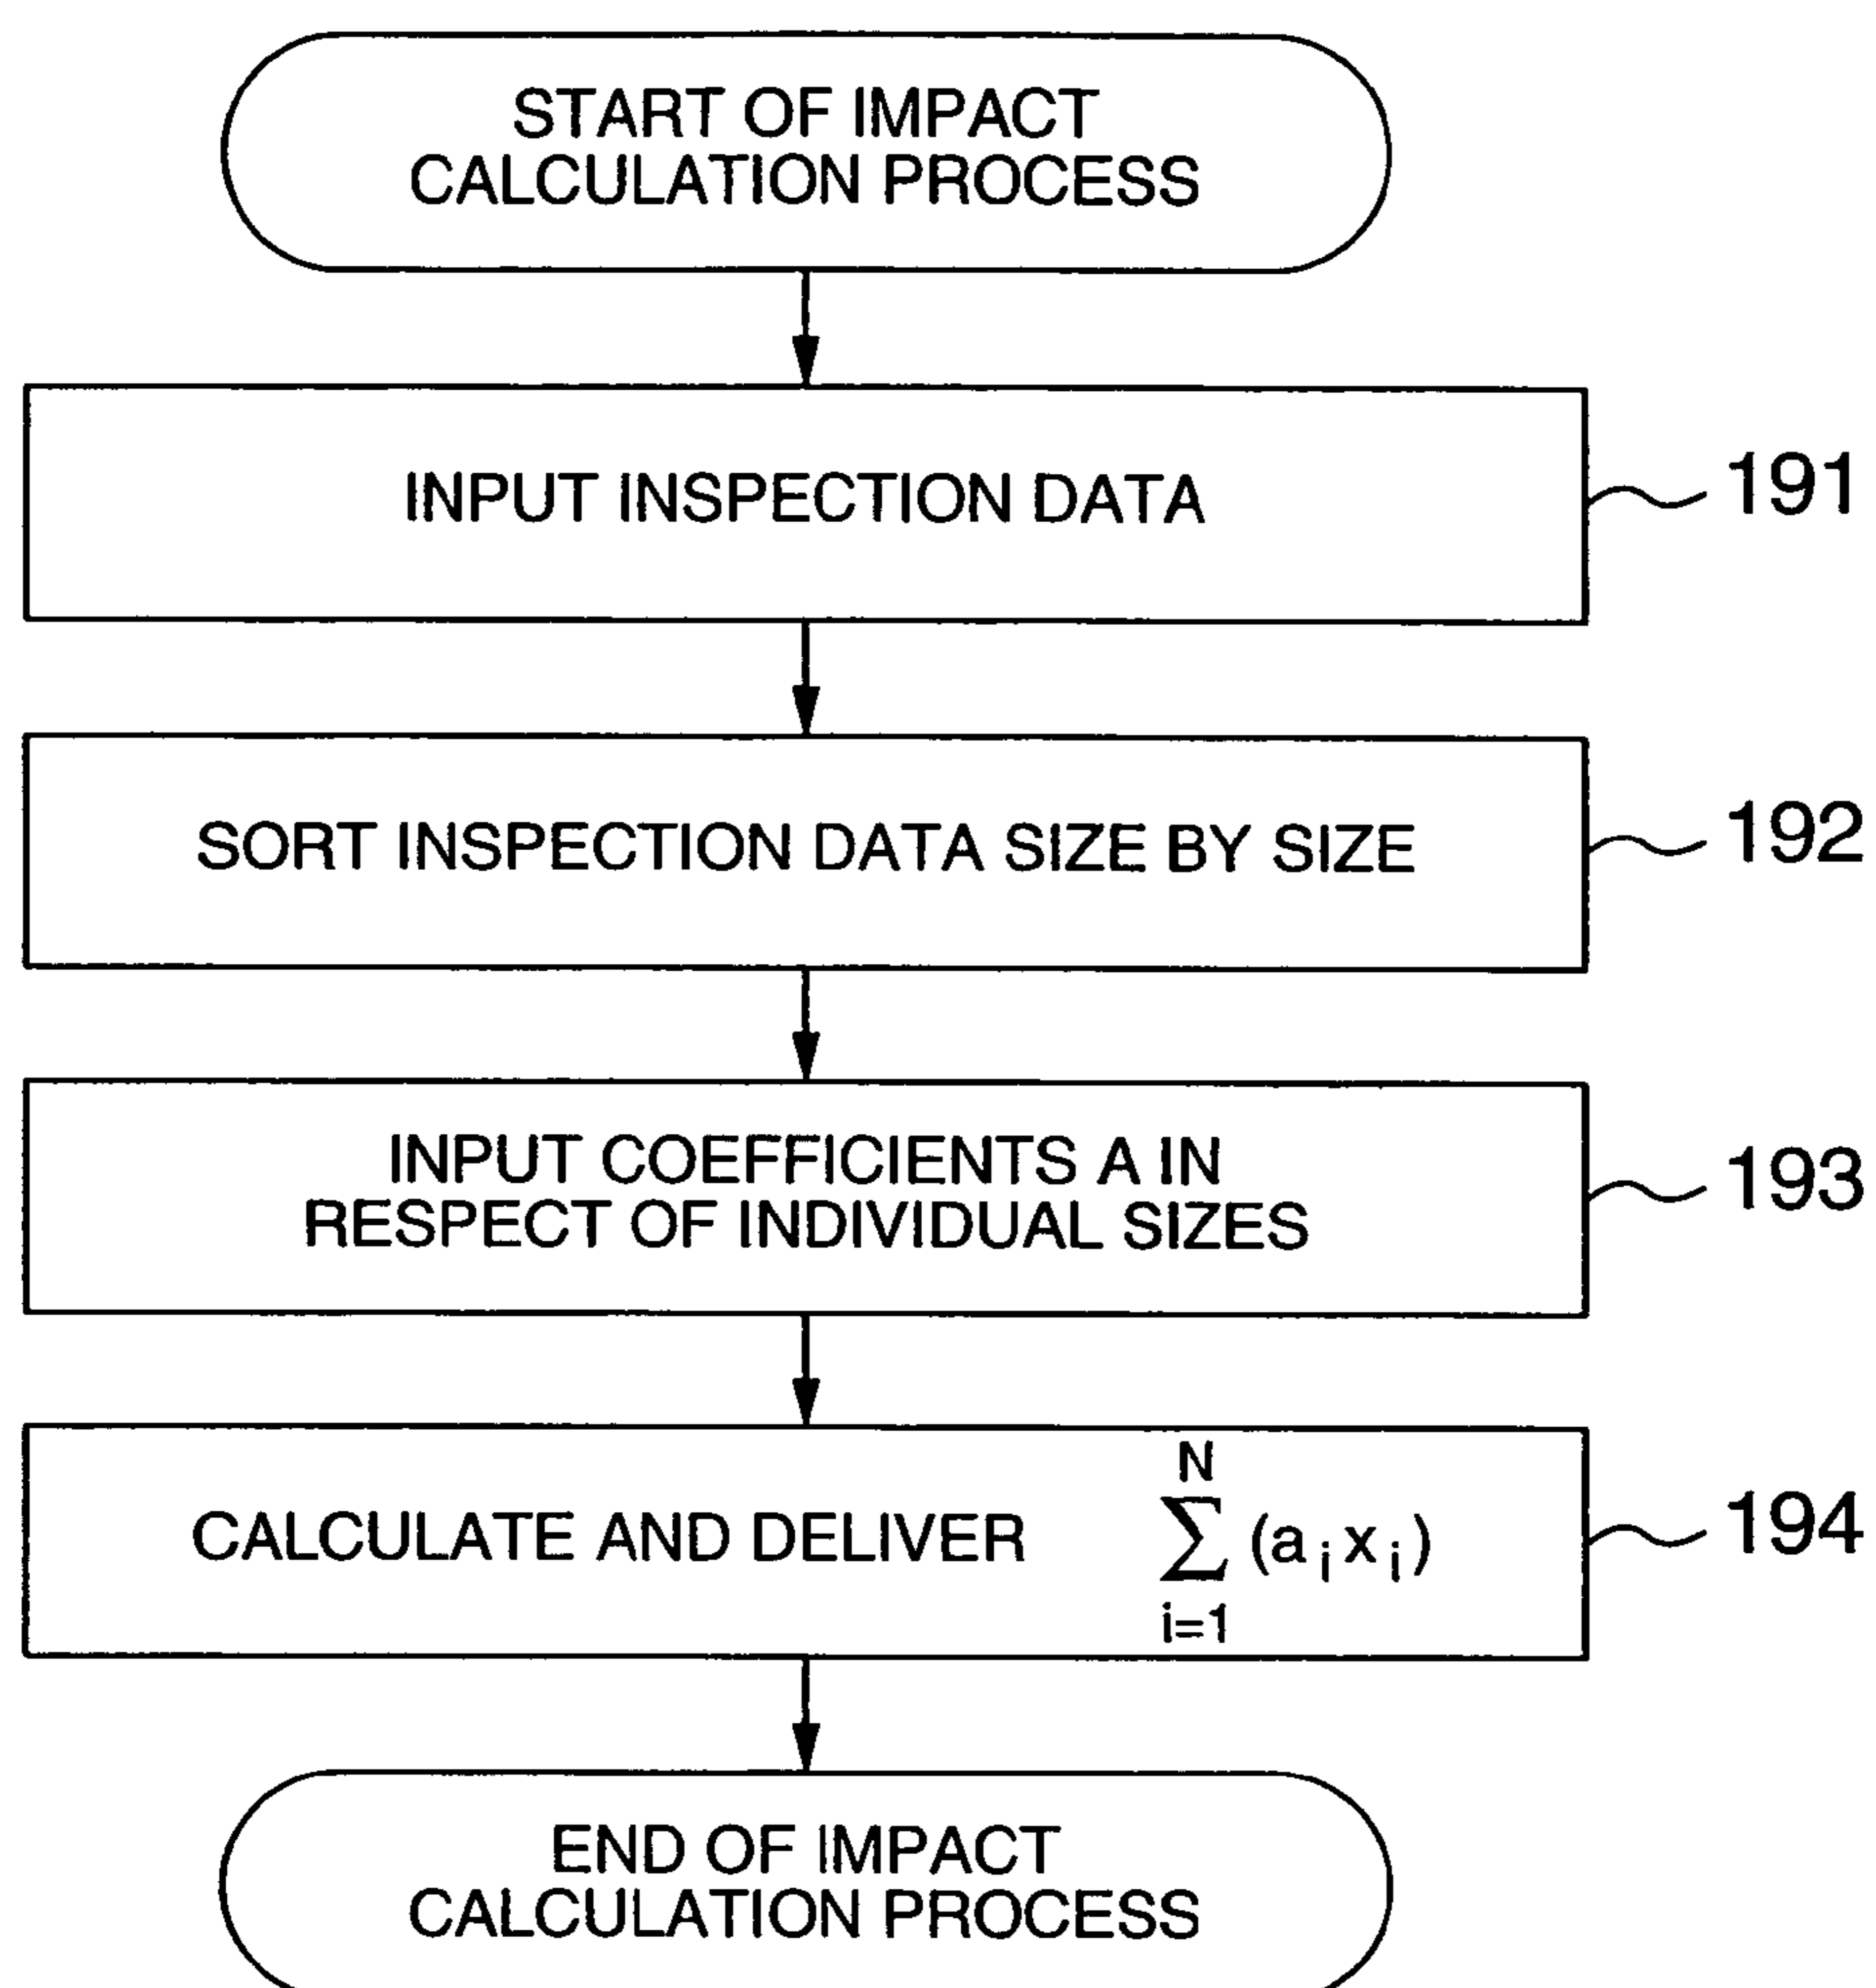 START OF IMPACT
CALCULATION PROCESS
INPUT INSPECTION DATA
191
SORT INSPECTION DATA SIZE BY SIZE
192
INPUT COEFFICIENTS A IN
RESPECT OF INDIVIDUAL SIZES
193
N
CALCULATE AND DELIVER ∑ (aᵢxᵢ)
i=1
194
END OF IMPACT
CALCULATION PROCESS